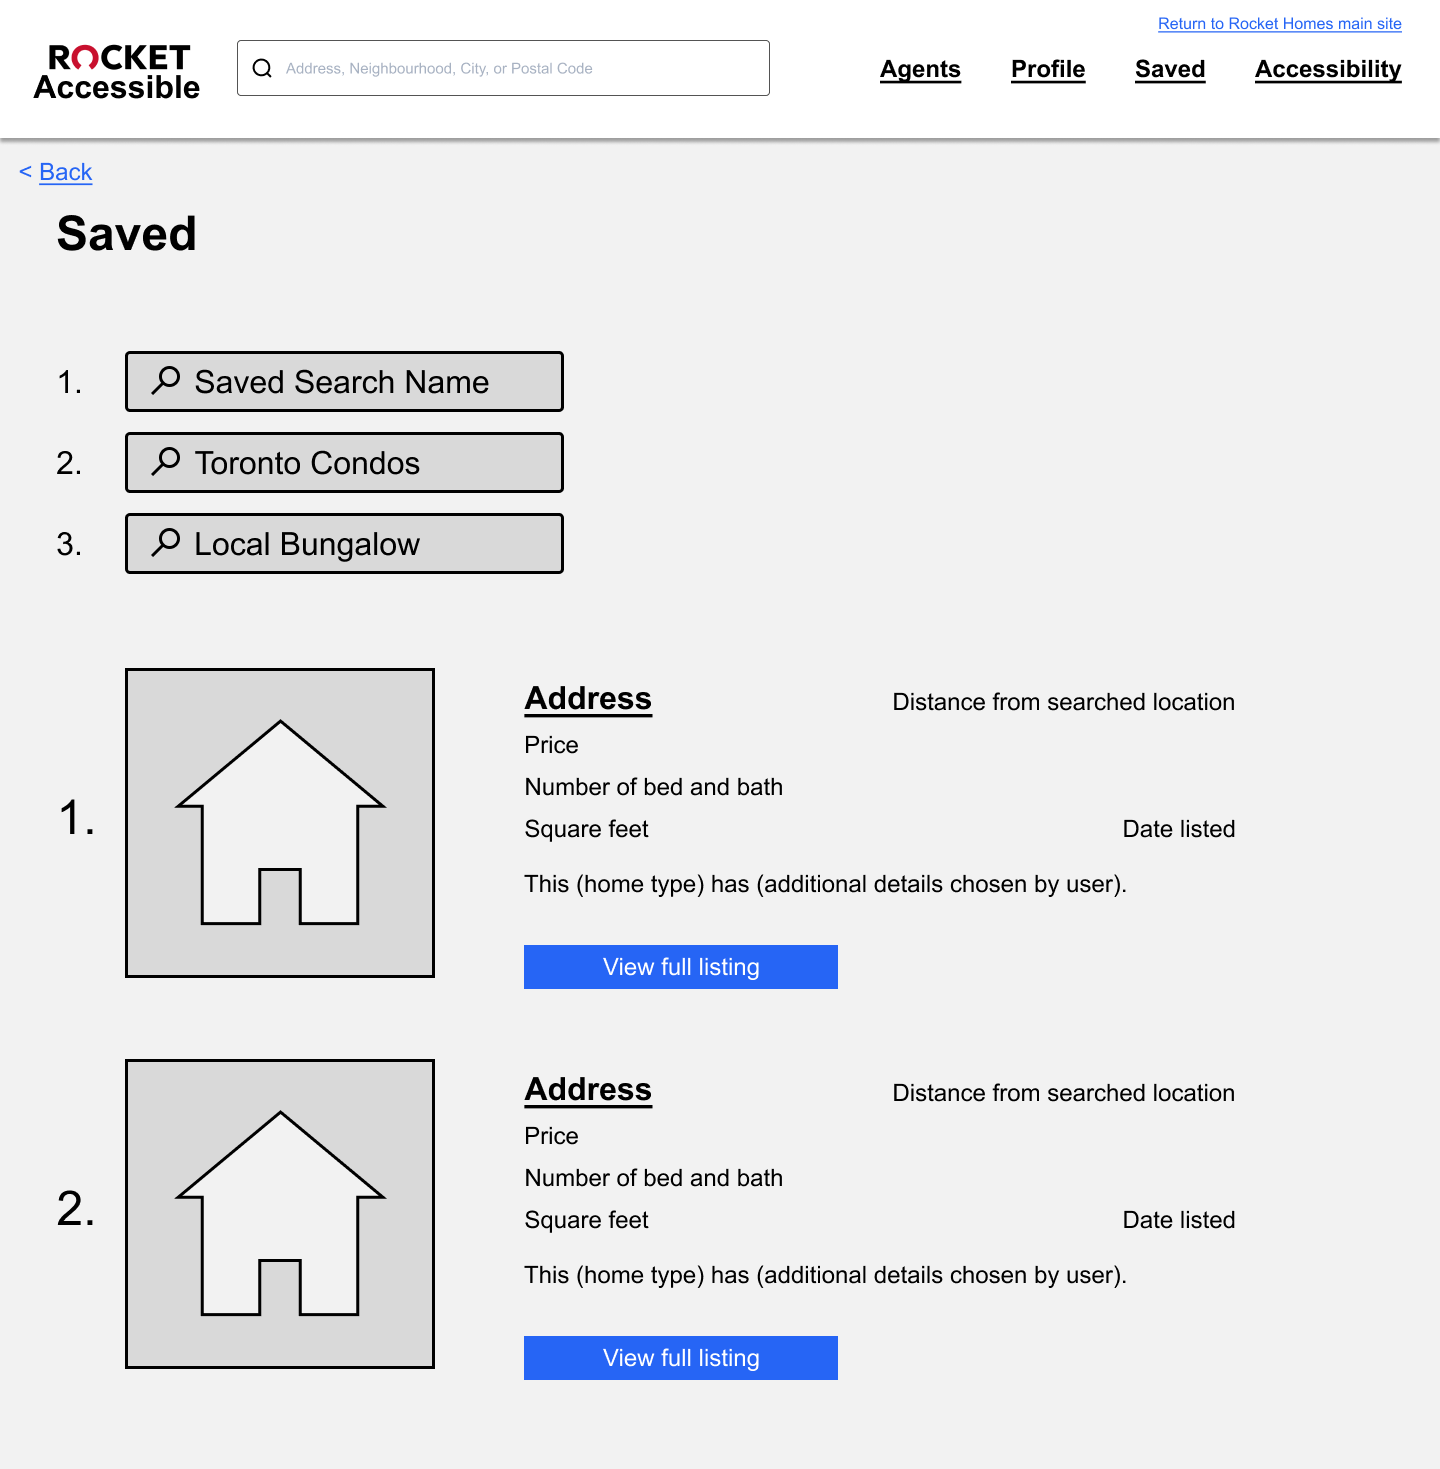 Return to Rocket Homes main site
ROCKET
Accessible
Address, Neighbourhood, City, or Postal Code
Agents
Profile
Saved
Accessibility
< Back
Saved
1.
Saved Search Name
2.
Toronto Condos
3.
Local Bungalow
1.
Address
Distance from searched location
Price
Number of bed and bath
Square feet
Date listed
This (home type) has (additional details chosen by user).
View full listing
2.
Address
Distance from searched location
Price
Number of bed and bath
Square feet
Date listed
This (home type) has (additional details chosen by user).
View full listing